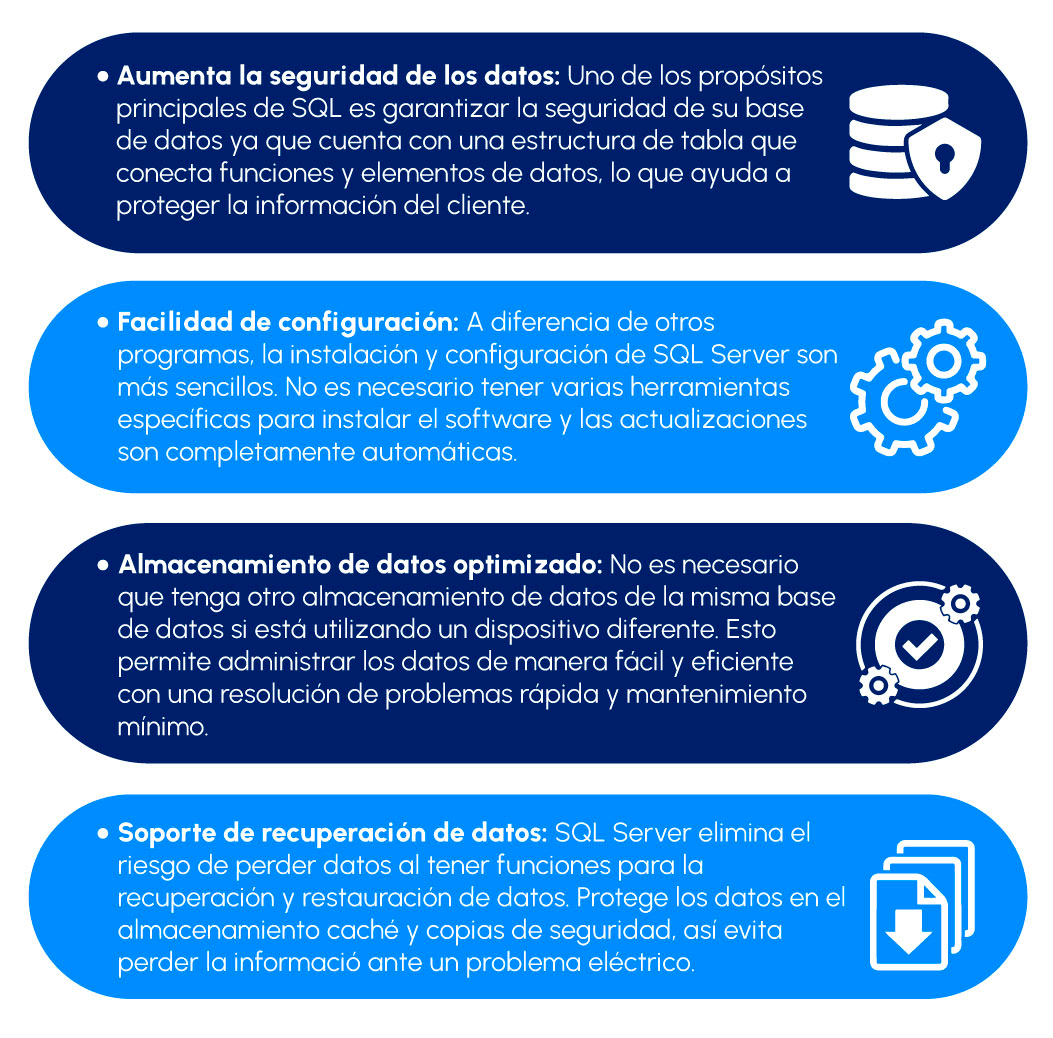 • Aumenta la seguridad de los datos: Uno de los propósitos
principales de SQL es garantizar la seguridad de su base
de datos ya que cuenta con una estructura de tabla que
conecta funciones y elementos de datos, lo que ayuda a
proteger la información del cliente.
• Facilidad de configuración: A diferencia de otros
programas, la instalación y configuración de SQL Server son
más sencillos. No es necesario tener varias herramientas
específicas para instalar el software y las actualizaciones
son completamente automáticas.
• Almacenamiento de datos optimizado: No es necesario
que tenga otro almacenamiento de datos de la misma base
de datos si está utilizando un dispositivo diferente. Esto
permite administrar los datos de manera fácil y eficiente
con una resolución de problemas rápida y mantenimiento
mínimo.
• Soporte de recuperación de datos: SQL Server elimina el
riesgo de perder datos al tener funciones para la
recuperación y restauración de datos. Protege los datos en el
almacenamiento caché y copias de seguridad, así evita
perder la informació ante un problema eléctrico.